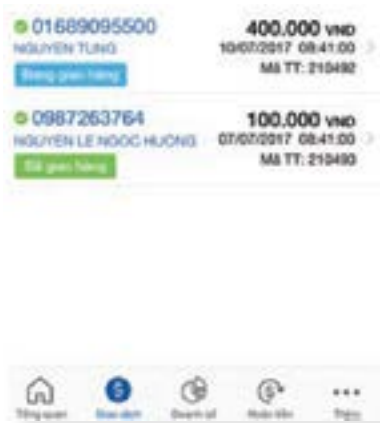 01689095500 400.000 VND
NGUYEN TUNG 10/07/2017 08:41:00
Đang giao hàng Mã TT: 210492
0987263764 100.000 VND
NGUYEN LE NGOC HUONG 07/07/2017 08:41:00
Đã giao hàng Mã TT: 210493
Tổng quan Giao dịch Doanh số Hoàn tiền Thêm